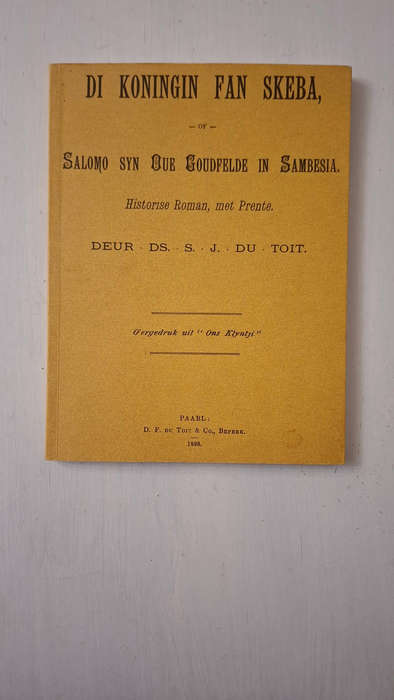 DI KONINGIN FAN SKEBA,
— OF —
SALOMO SYN OUE GOUDFELDE IN SAMBESIA.
Historise Roman, met Prente.
DEUR · DS. · S. · J. · DU · TOIT.
O'ergedruk uit "Ons Klyntji."
PAARL:
D. F. DU TOIT & CO., BEPERK.
1898.